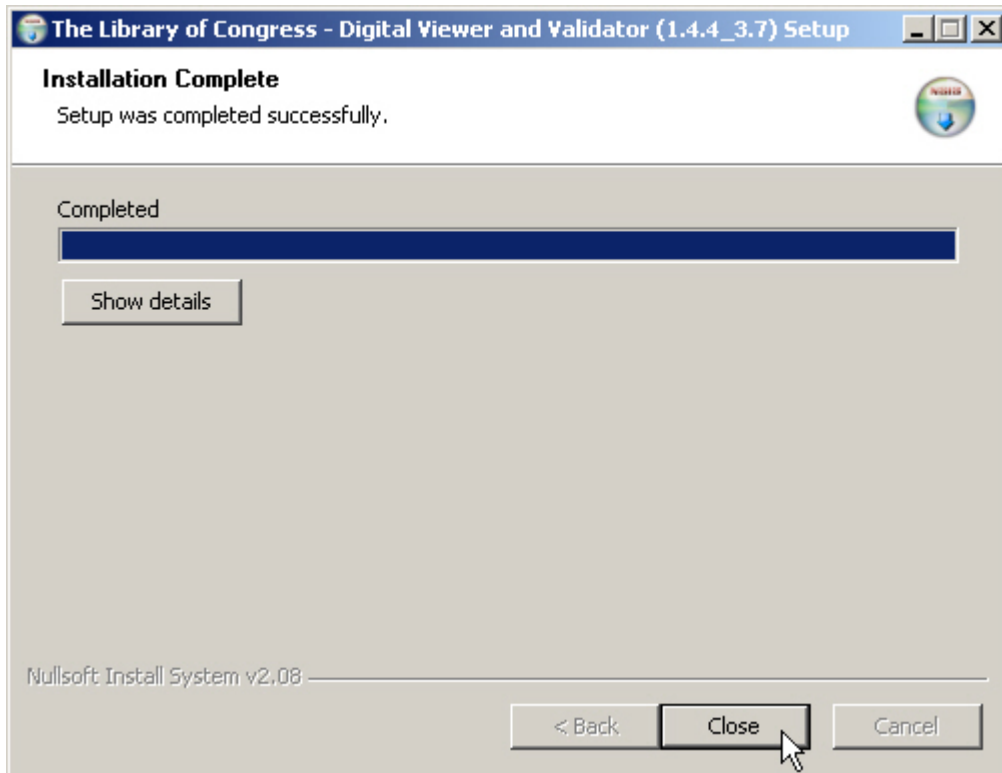 The Library of Congress - Digital Viewer and Validator (1.4.4_3.7) Setup
Installation Complete
Setup was completed successfully.
Completed
Show details
Nullsoft Install System v2.08
< Back Close Cancel